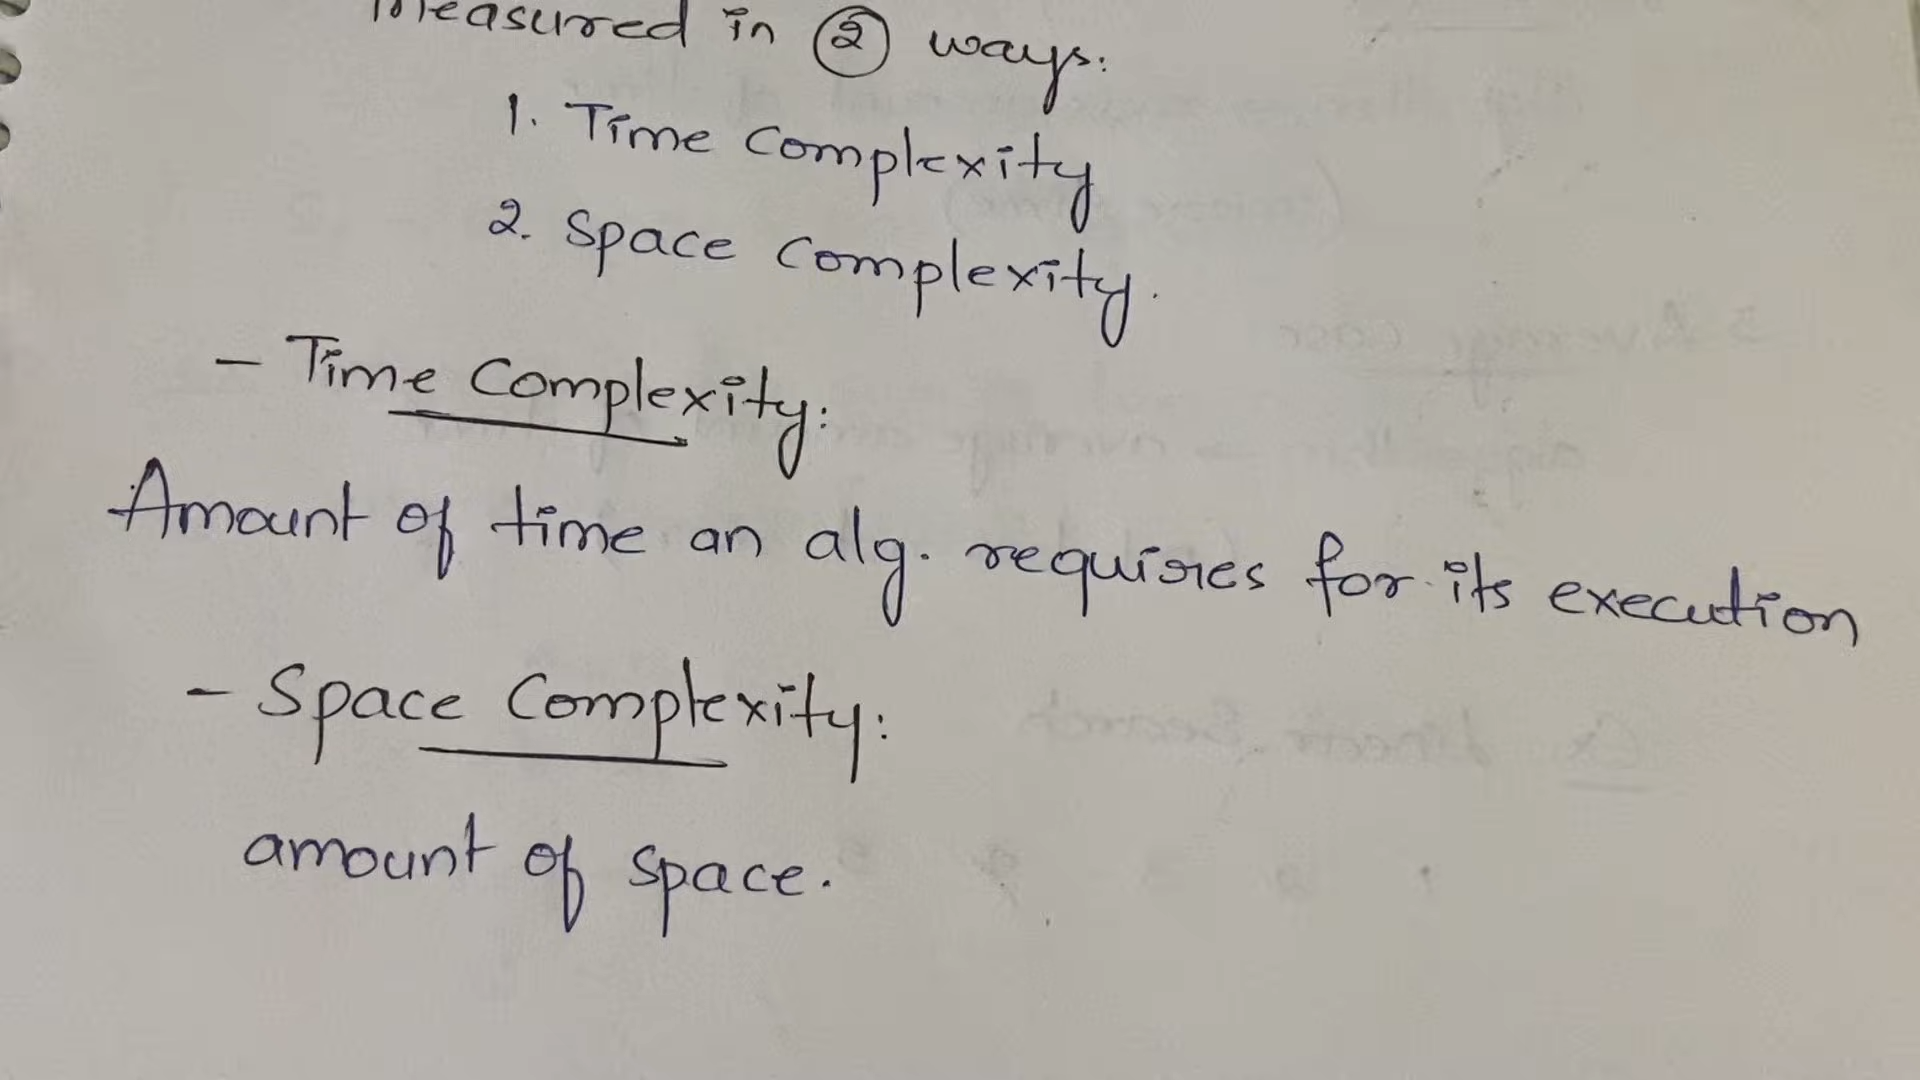 Measured in 2 ways:
1. Time Complexity
2. Space Complexity.
- Time Complexity:
Amount of time an alg. requires for its execution
- Space Complexity:
amount of space.